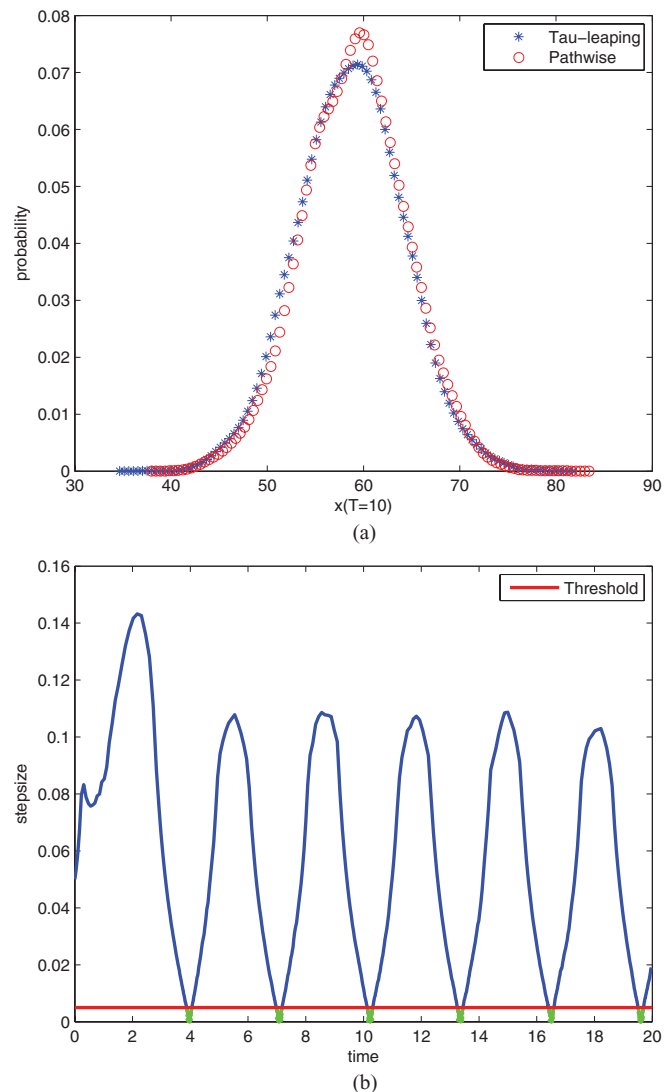 0.08
0.07
0.06
0.05
0.04
0.03
0.02
0.01
0
probability
Tau−leaping
Pathwise
30 40 50 60 70 80 90
x(T=10)
(a)
0.16
0.14
0.12
0.1
0.08
0.06
0.04
0.02
0
stepsize
Threshold
0 2 4 6 8 10 12 14 16 18 20
time
(b)